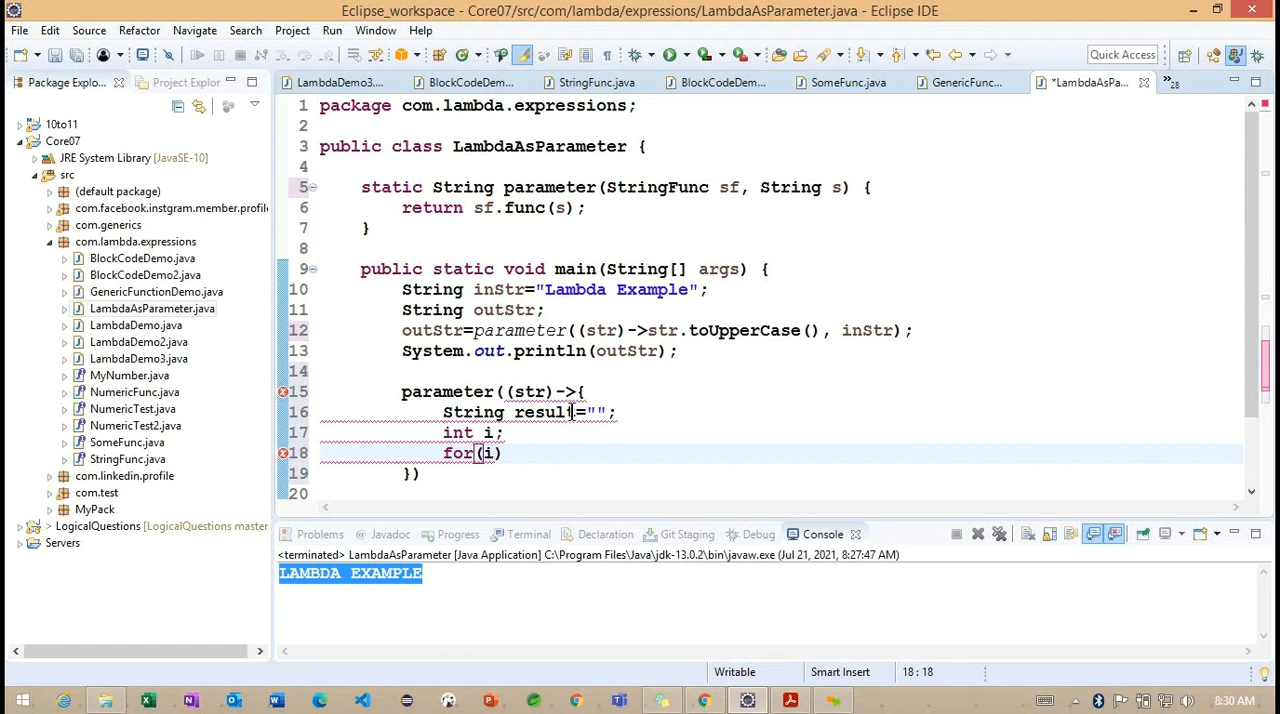 Eclipse_workspace - Core07/src/com/lambda/expressions/LambdaAsParameter.java - Eclipse IDE
File Edit Source Refactor Navigate Search Project Run Window Help
Quick Access
Package Explo... Project Explorer
LambdaDemo3.... BlockCodeDem... StringFunc.java BlockCodeDem... SomeFunc.java GenericFunc... *LambdaAsPa... »28
10to11
Core07
JRE System Library [JavaSE-10]
src
(default package)
com.facebook.instgram.member.profile
com.generics
com.lambda.expressions
BlockCodeDemo.java
BlockCodeDemo2.java
GenericFunctionDemo.java
LambdaAsParameter.java
LambdaDemo.java
LambdaDemo2.java
LambdaDemo3.java
MyNumber.java
NumericFunc.java
NumericTest.java
NumericTest2.java
SomeFunc.java
StringFunc.java
com.linkedin.profile
com.test
MyPack
> LogicalQuestions [LogicalQuestions master
Servers
1 package com.lambda.expressions;
2
3 public class LambdaAsParameter {
4
5 static String parameter(StringFunc sf, String s) {
6 return sf.func(s);
7 }
8
9 public static void main(String[] args) {
10 String inStr="Lambda Example";
11 String outStr;
12 outStr=parameter((str)->str.toUpperCase(), inStr);
13 System.out.println(outStr);
14
15 parameter((str)->{
16 String result="";
17 int i;
18 for(i)
19 })
20
Problems Javadoc Progress Terminal Declaration Git Staging Debug Console
<terminated> LambdaAsParameter [Java Application] C:\Program Files\Java\jdk-13.0.2\bin\javaw.exe (Jul 21, 2021, 8:27:47 AM)
LAMBDA EXAMPLE
Writable Smart Insert 18 : 18
8:30 AM